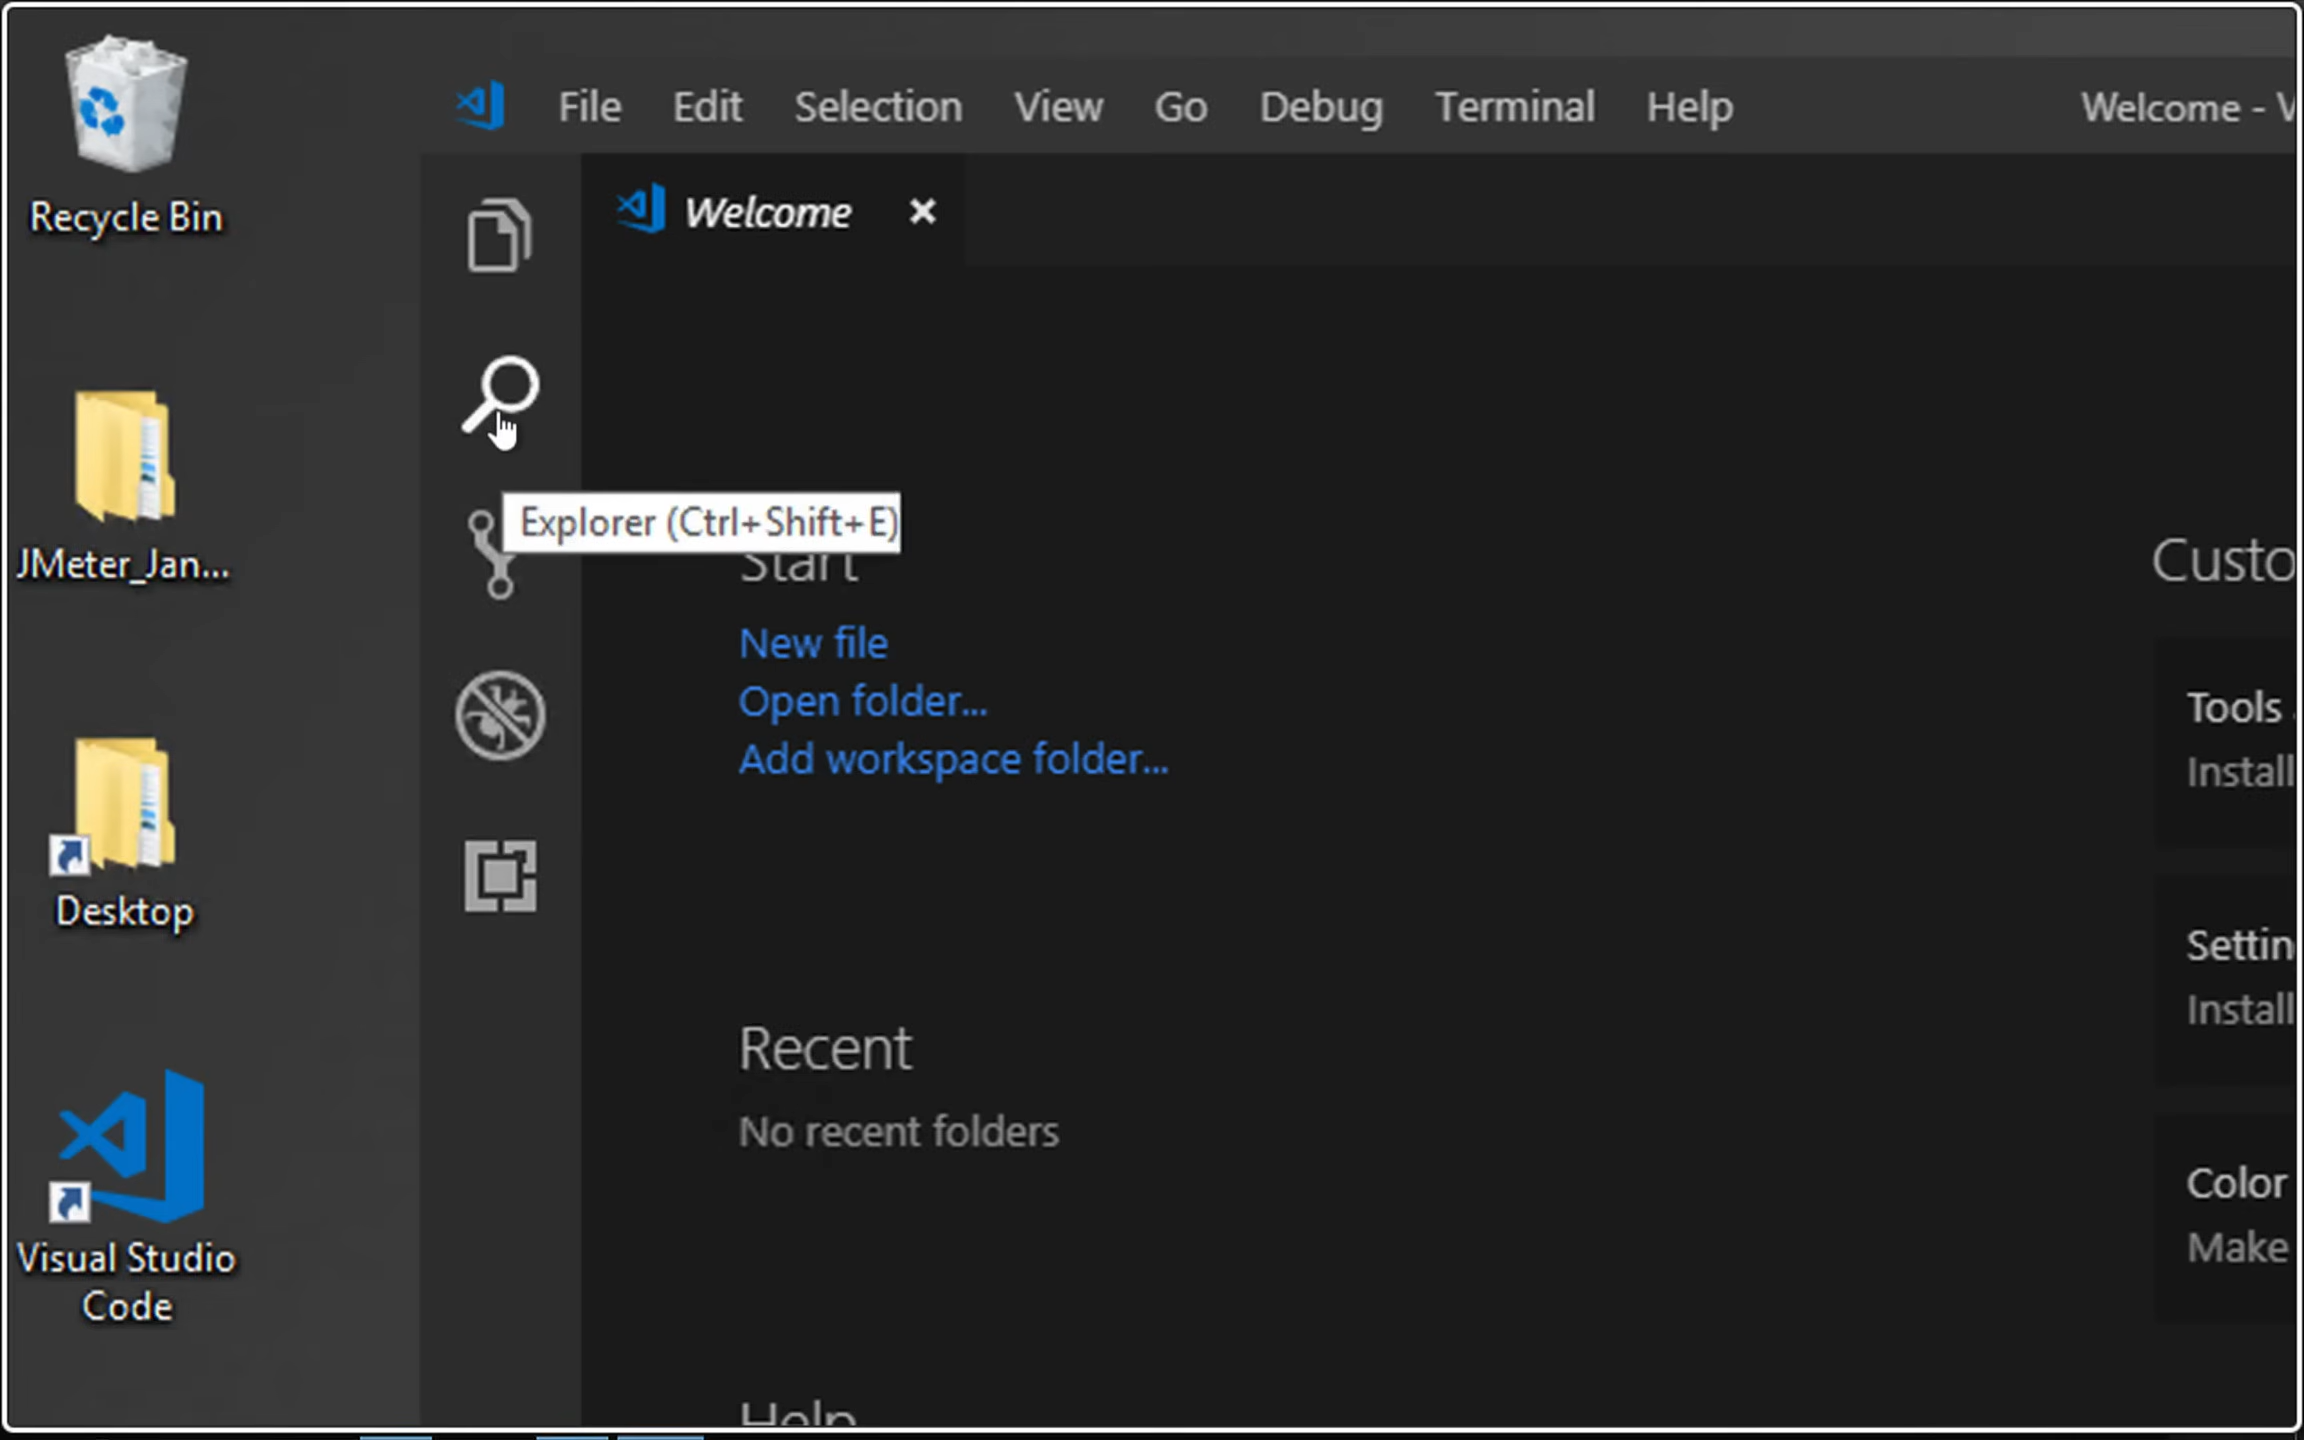 Recycle Bin
JMeter_Jan...
Desktop
Visual Studio
Code
File Edit Selection View Go Debug Terminal Help
Welcome - V
Welcome
Explorer (Ctrl+Shift+E)
Start
New file
Open folder...
Add workspace folder...
Recent
No recent folders
Help
Custo
Tools
Install
Settin
Install
Color
Make